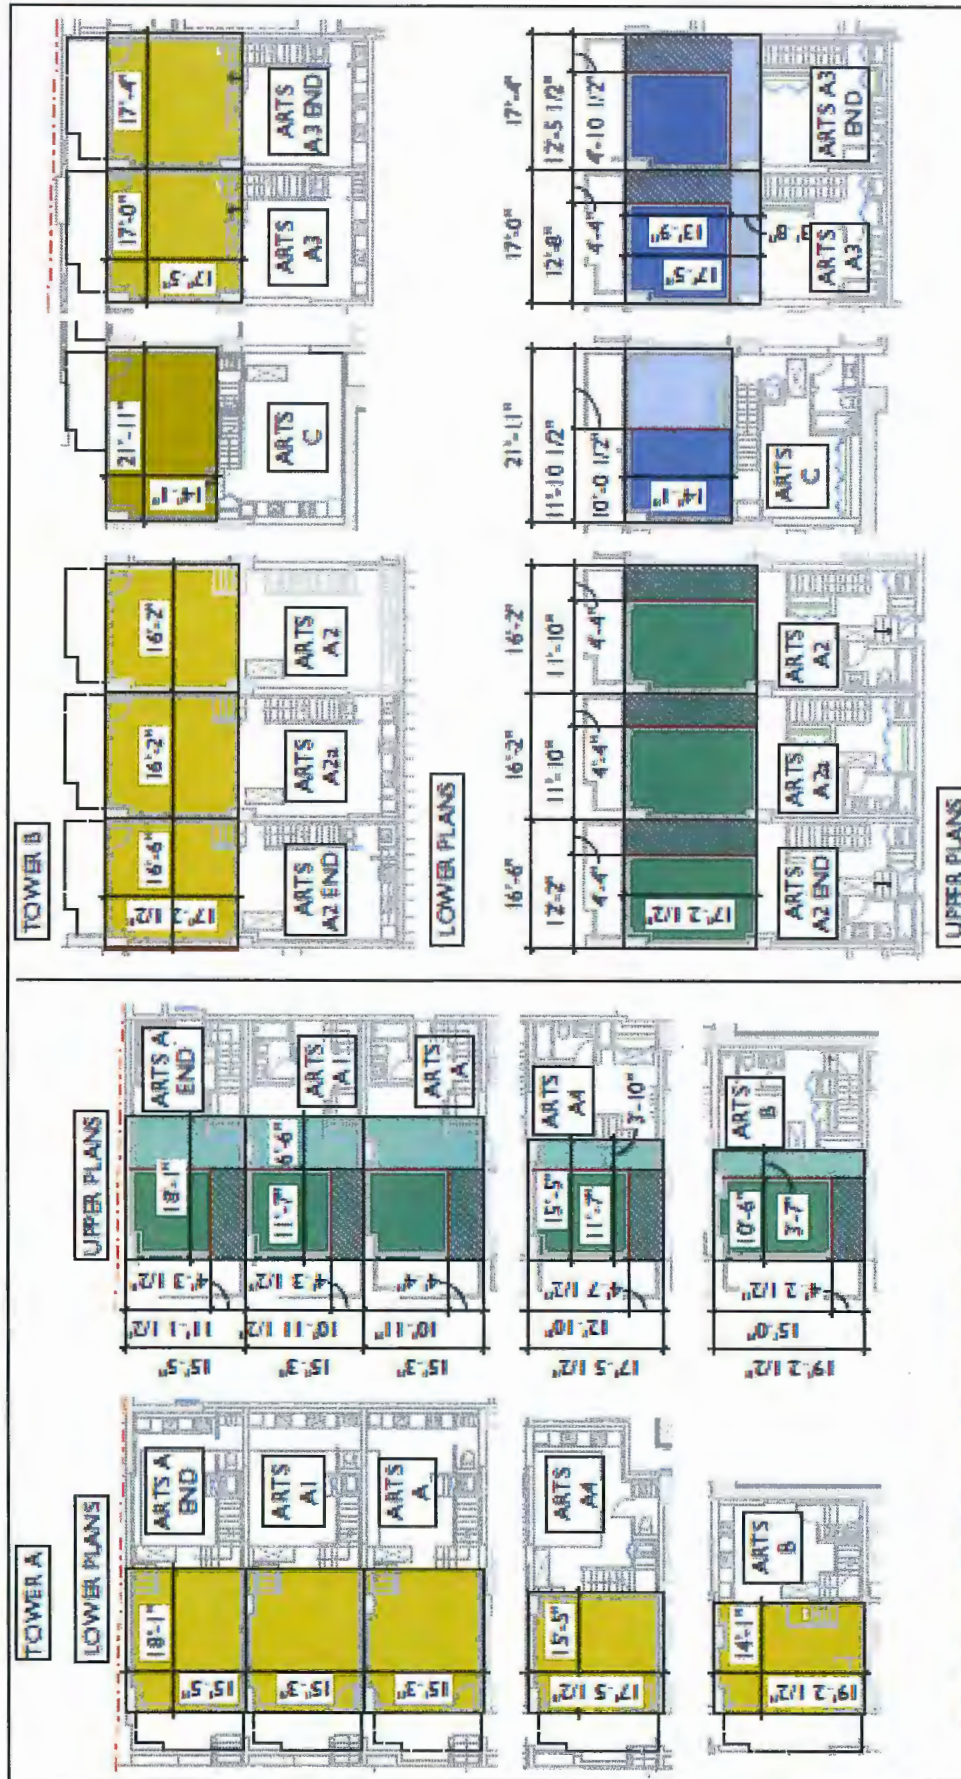 TOWER A
LOWER PLANS
18'-1"
15'-5"
ARTS A
END
15'-3"
ARTS
A1
15'-3"
ARTS
A
15'-5"
17'-5 1/2"
ARTS
A4
14'-1"
19'-2 1/2"
ARTS
B
UPPER PLANS
15'-5"
11'-1 1/2"
4'-3 1/2"
18'-1"
ARTS A
END
15'-3"
10'-11 1/2"
4'-3 1/2"
11'-7"
6'-6"
ARTS
A1
15'-3"
10'-11"
4'-4"
ARTS
A
17'-5 1/2"
12'-10"
4'-7 1/2"
15'-5"
11'-7"
3'-10"
ARTS
A4
19'-2 1/2"
15'-0"
4'-2 1/2"
10'-6"
3'-7"
ARTS
B
TOWER B
16'-6"
16'-2"
16'-2"
17'-2 1/2"
ARTS
A2 END
ARTS
A2a
ARTS
A2
21'-11"
14'-1"
ARTS
C
17'-0"
17'-4"
17'-5"
ARTS
A3
ARTS
A3 END
LOWER PLANS
16'-6"
16'-2"
16'-2"
12'-2"
11'-10"
11'-10"
4'-4"
4'-4"
4'-4"
17'-2 1/2"
ARTS
A2 END
ARTS
A2a
ARTS
A2
21'-11"
11'-10 1/2"
10'-0 1/2"
14'-1"
ARTS
C
17'-0"
17'-4"
12'-8"
12'-5 1/2"
4'-4"
4'-10 1/2"
17'-5"
13'-9"
3'-8"
ARTS
A3
ARTS A3
END
UPPER PLANS